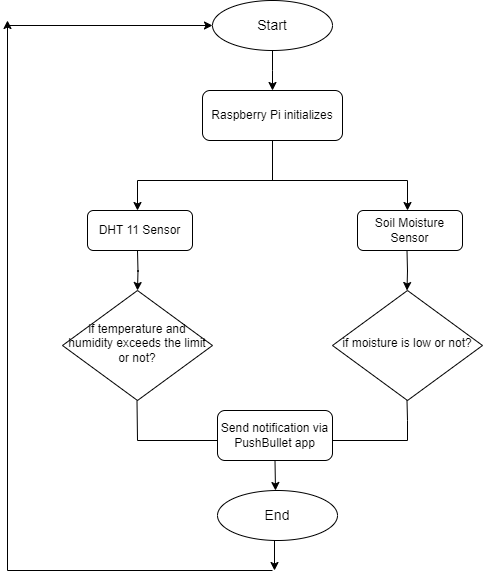 Start
Raspberry Pi initializes
DHT 11 Sensor
Soil Moisture
Sensor
if temperature and
humidity exceeds the limit
or not?
if moisture is low or not?
Send notification via
PushBullet app
End